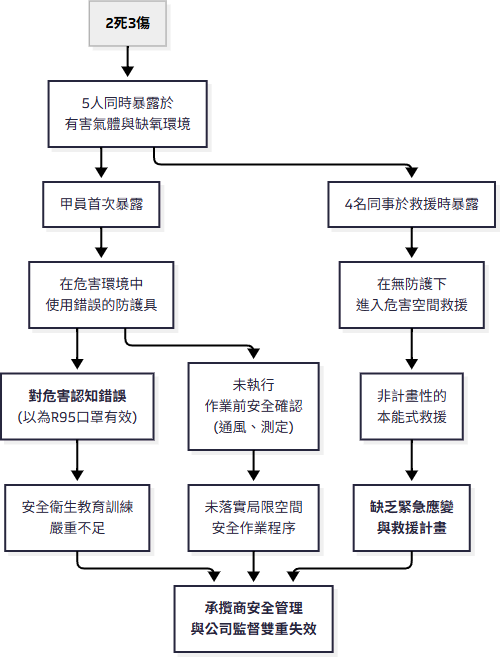 2死3傷
5人同時暴露於
有害氣體與缺氧環境
甲員首次暴露
4名同事於救援時暴露
在危害環境中
使用錯誤的防護具
在無防護下
進入危害空間救援
對危害認知錯誤
(以為R95口罩有效)
未執行
作業前安全確認
(通風、測定)
非計畫性的
本能式救援
安全衛生教育訓練
嚴重不足
未落實局限空間
安全作業程序
缺乏緊急應變
與救援計畫
承攬商安全管理
與公司監督雙重失效